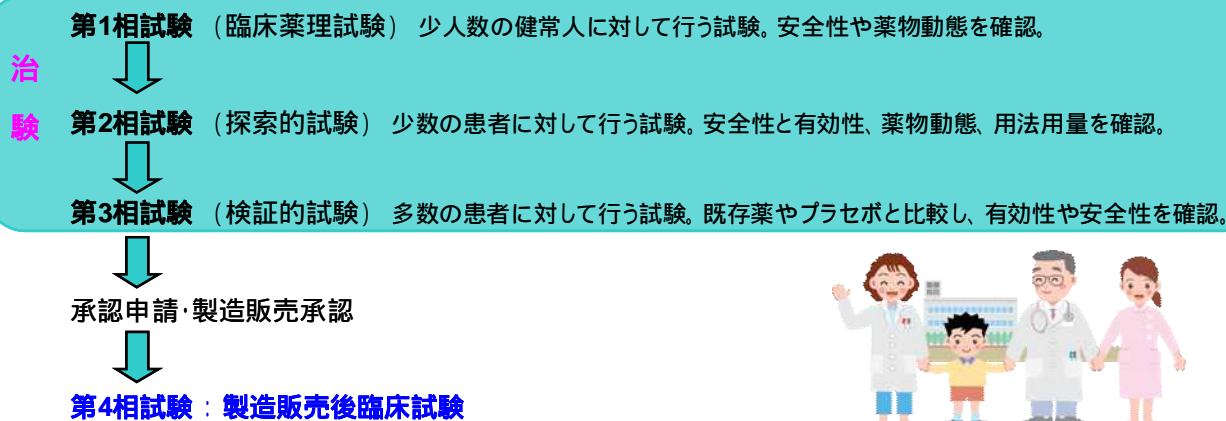 第1相試験 (臨床薬理試験) 少人数の健常人に対して行う試験。安全性や薬物動態を確認。
治
験
第2相試験 (探索的試験) 少数の患者に対して行う試験。安全性と有効性、薬物動態、用法用量を確認。
第3相試験 (検証的試験) 多数の患者に対して行う試験。既存薬やプラセボと比較し、有効性や安全性を確認。
承認申請・製造販売承認
第4相試験：製造販売後臨床試験